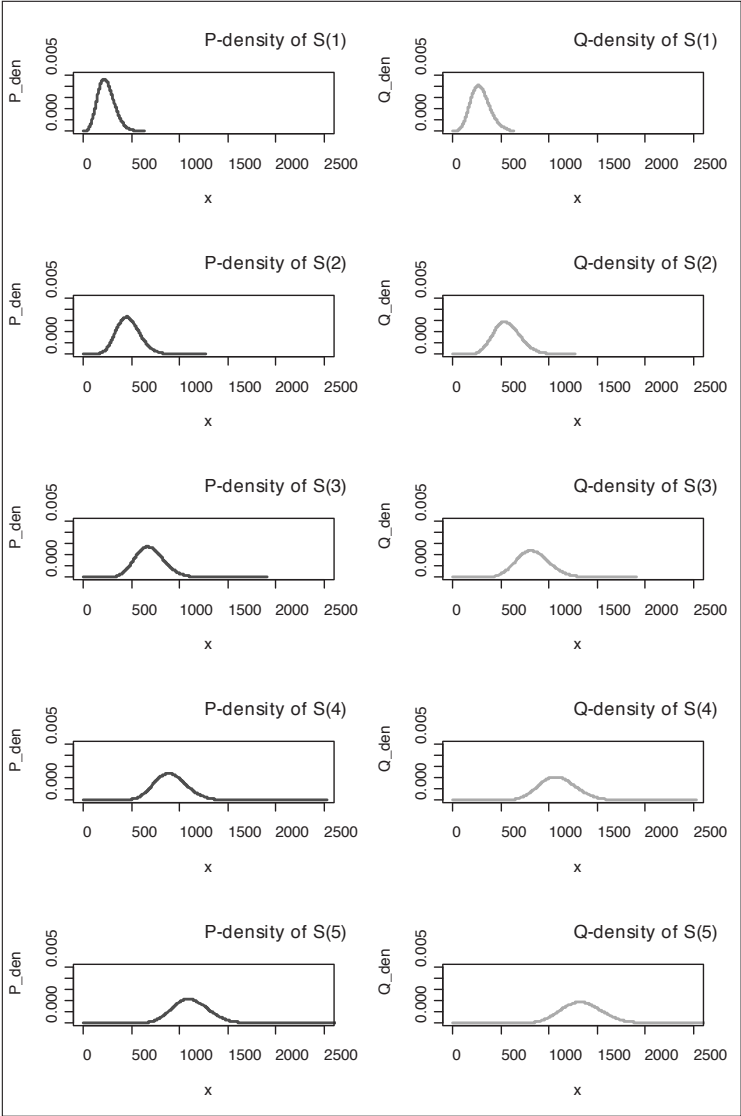 P-density of S(1)
P_den
0.000 0.005
0 500 1000 1500 2000 2500
x
Q-density of S(1)
Q_den
0.000 0.005
0 500 1000 1500 2000 2500
x
P-density of S(2)
P_den
0.000 0.005
0 500 1000 1500 2000 2500
x
Q-density of S(2)
Q_den
0.000 0.005
0 500 1000 1500 2000 2500
x
P-density of S(3)
P_den
0.000 0.005
0 500 1000 1500 2000 2500
x
Q-density of S(3)
Q_den
0.000 0.005
0 500 1000 1500 2000 2500
x
P-density of S(4)
P_den
0.000 0.005
0 500 1000 1500 2000 2500
x
Q-density of S(4)
Q_den
0.000 0.005
0 500 1000 1500 2000 2500
x
P-density of S(5)
P_den
0.000 0.005
0 500 1000 1500 2000 2500
x
Q-density of S(5)
Q_den
0.000 0.005
0 500 1000 1500 2000 2500
x